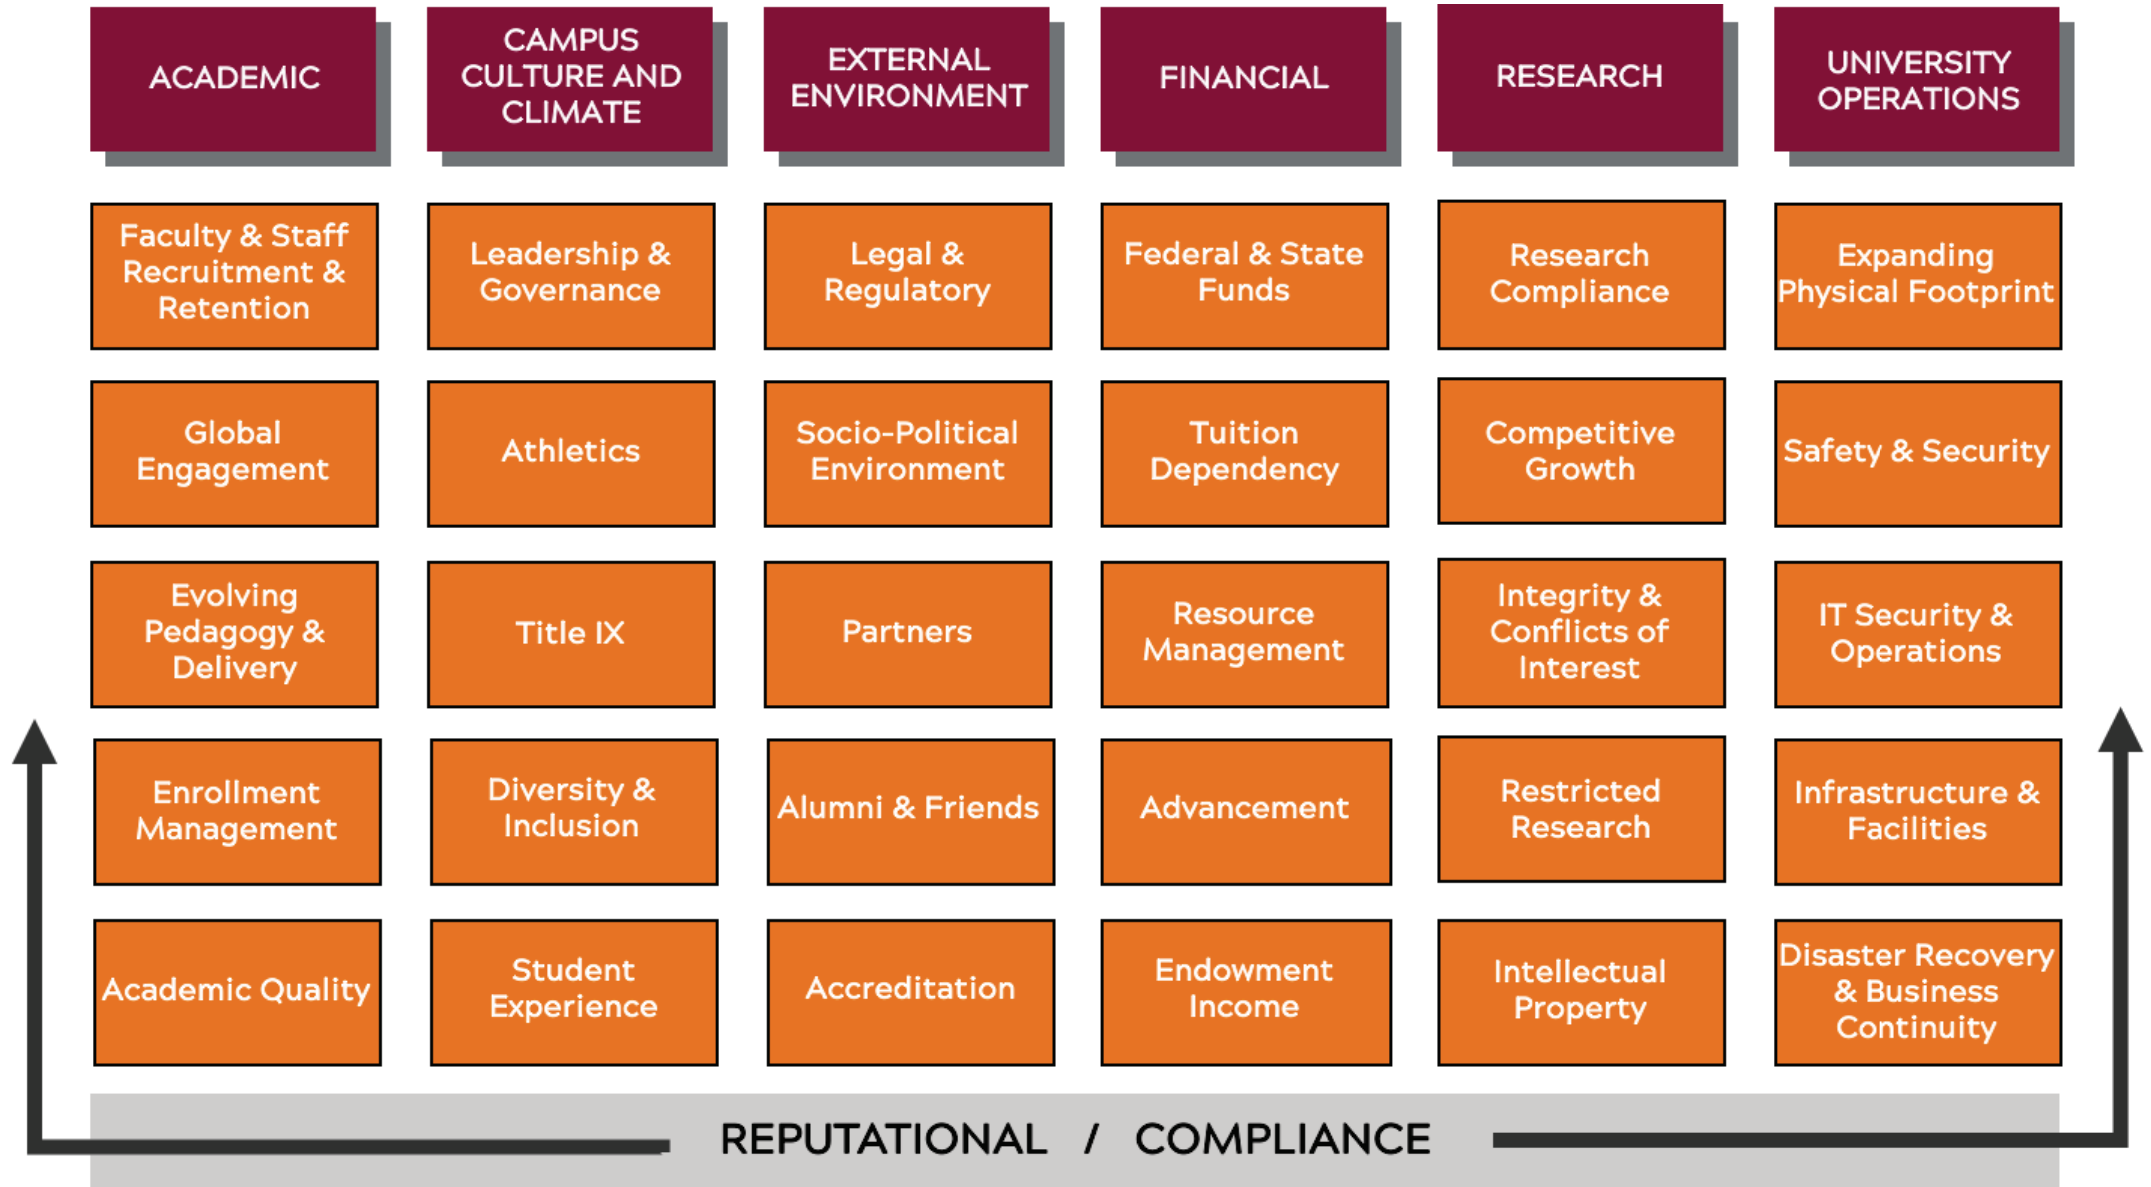 ACADEMIC
CAMPUS
CULTURE AND
CLIMATE
EXTERNAL
ENVIRONMENT
FINANCIAL
RESEARCH
UNIVERSITY
OPERATIONS
Faculty & Staff
Recruitment &
Retention
Leadership &
Governance
Legal &
Regulatory
Federal & State
Funds
Research
Compliance
Expanding
Physical Footprint
Global
Engagement
Athletics
Socio-Political
Environment
Tuition
Dependency
Competitive
Growth
Safety & Security
Evolving
Pedagogy &
Delivery
Title IX
Partners
Resource
Management
Integrity &
Conflicts of
Interest
IT Security &
Operations
Enrollment
Management
Diversity &
Inclusion
Alumni & Friends
Advancement
Restricted
Research
Infrastructure &
Facilities
Academic Quality
Student
Experience
Accreditation
Endowment
Income
Intellectual
Property
Disaster Recovery
& Business
Continuity
REPUTATIONAL / COMPLIANCE